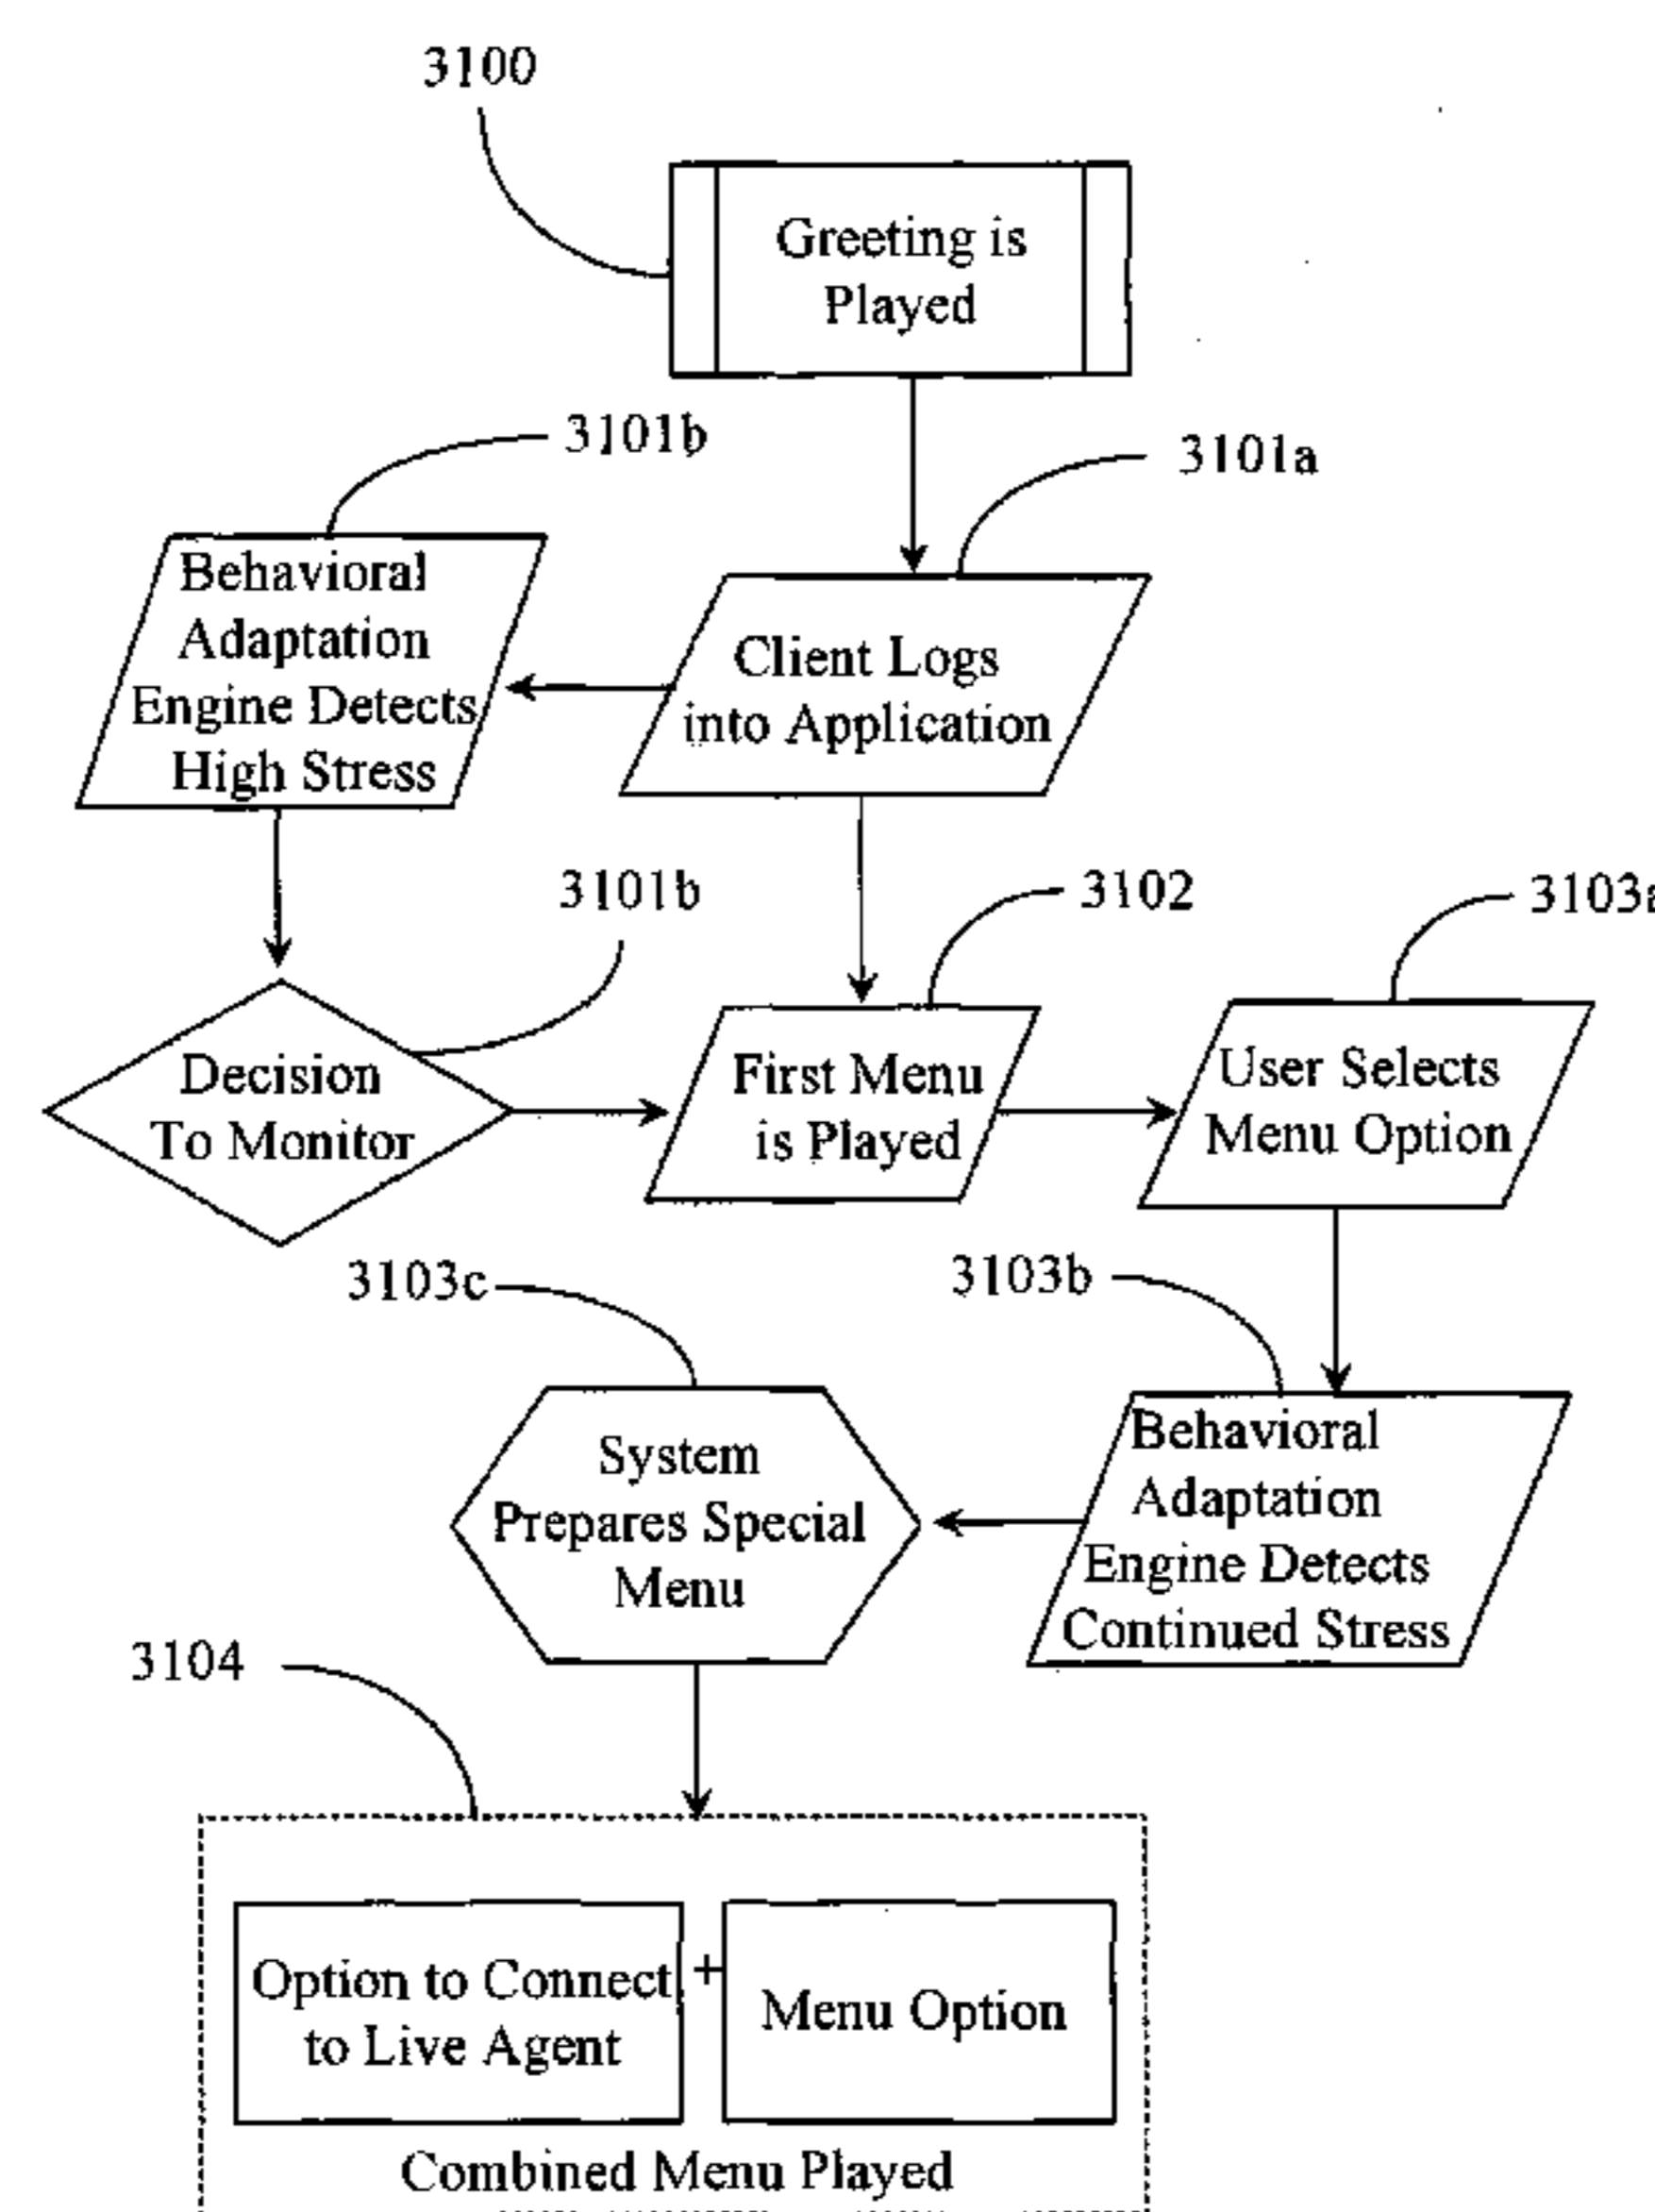 3100
Greeting is
Played
3101b
3101a
Behavioral
Adaptation
Engine Detects
High Stress
Client Logs
into Application
3101b
3102
3103a
Decision
To Monitor
First Menu
is Played
User Selects
Menu Option
3103c
3103b
System
Prepares Special
Menu
Behavioral
Adaptation
Engine Detects
Continued Stress
3104
Option to Connect
to Live Agent
+
Menu Option
Combined Menu Played